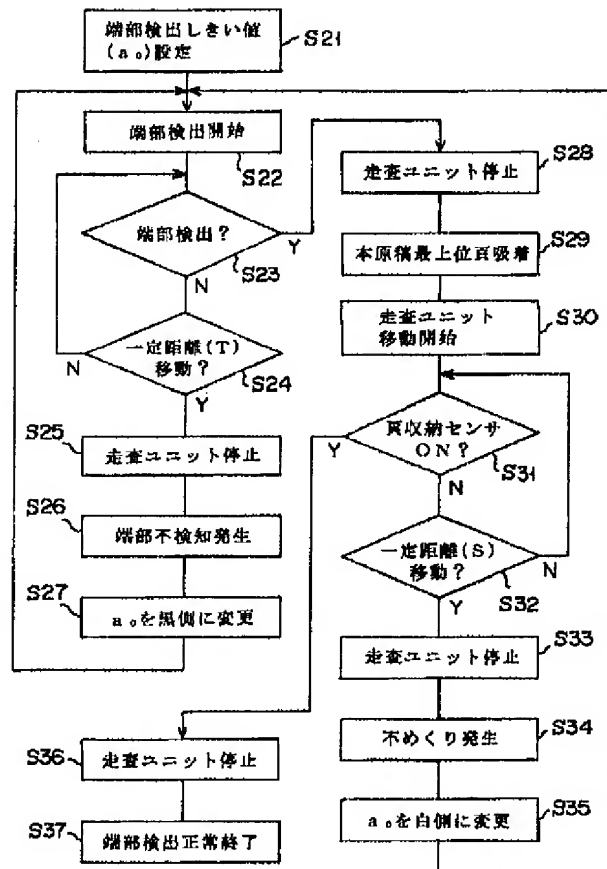 端部検出しきい値
(a₀)設定
S21
端部検出開始
S22
端部検出?
Y
S23
N
一定距離(T)
移動?
N
S24
Y
S25
走査ユニット停止
S26
端部不検知発生
S27
a₀を黒側に変更
S28
走査ユニット停止
S29
本原稿最上位頁吸着
S30
走査ユニット
移動開始
頁収納センサ
ON?
Y
S31
N
一定距離(S)
移動?
N
S32
Y
S33
走査ユニット停止
S34
不めくり発生
S35
a₀を白側に変更
S36
走査ユニット停止
S37
端部検出正常終了